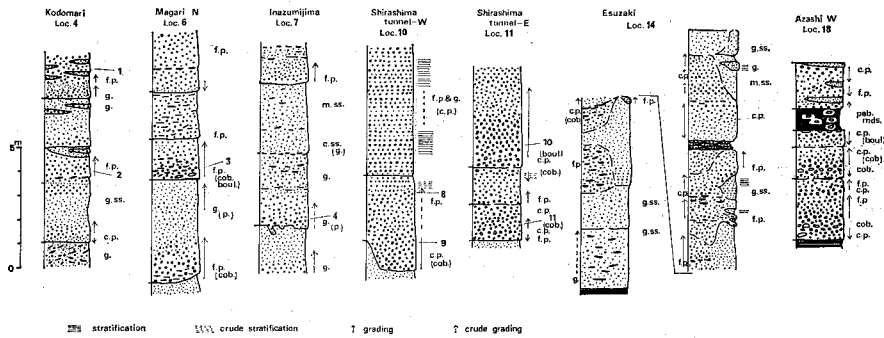 Kodomari
Loc. 4
1
f.p.
g.
g.
f.p.
2
g.ss.
c.p.
g.
5
m
0
Magari N
Loc. 6
f.p.
3
f.p.
(cob.
boul.)
g.
(p.)
f.p.
(cob.)
Inazumijima
Loc. 7
f.p.
m.ss.
c.ss.
(g.)
g.
4
g.
(p.)
g.
Shirashima
tunnel-W
Loc. 10
f.p.& g.
(c.p.)
8
f.p.
9
c.p.
(cob.)
Shirashima
tunnel-E
Loc. 11
10
(boul.)
c.p.
(cob.)
f.p.
c.p.
11
(cob.)
c.p.
f.p.
Esuzaki
Loc. 14
c.p.
(cob.)
f.p.
f.p.
g.ss.
g.ss.
g.
g.ss.
g.
c.p.
m.ss.
c.p.
f.p.
c.p.
g.ss.
f.p.
f.p.
Azashi W
Loc. 18
c.p.
f.p.
f.p.
peb.
mds.
c.p.
(boul.)
c.p.
(cob.)
cob.
f.p.
c.p.
f.p.
cob.
c.p.
stratification
crude stratification
grading
crude grading